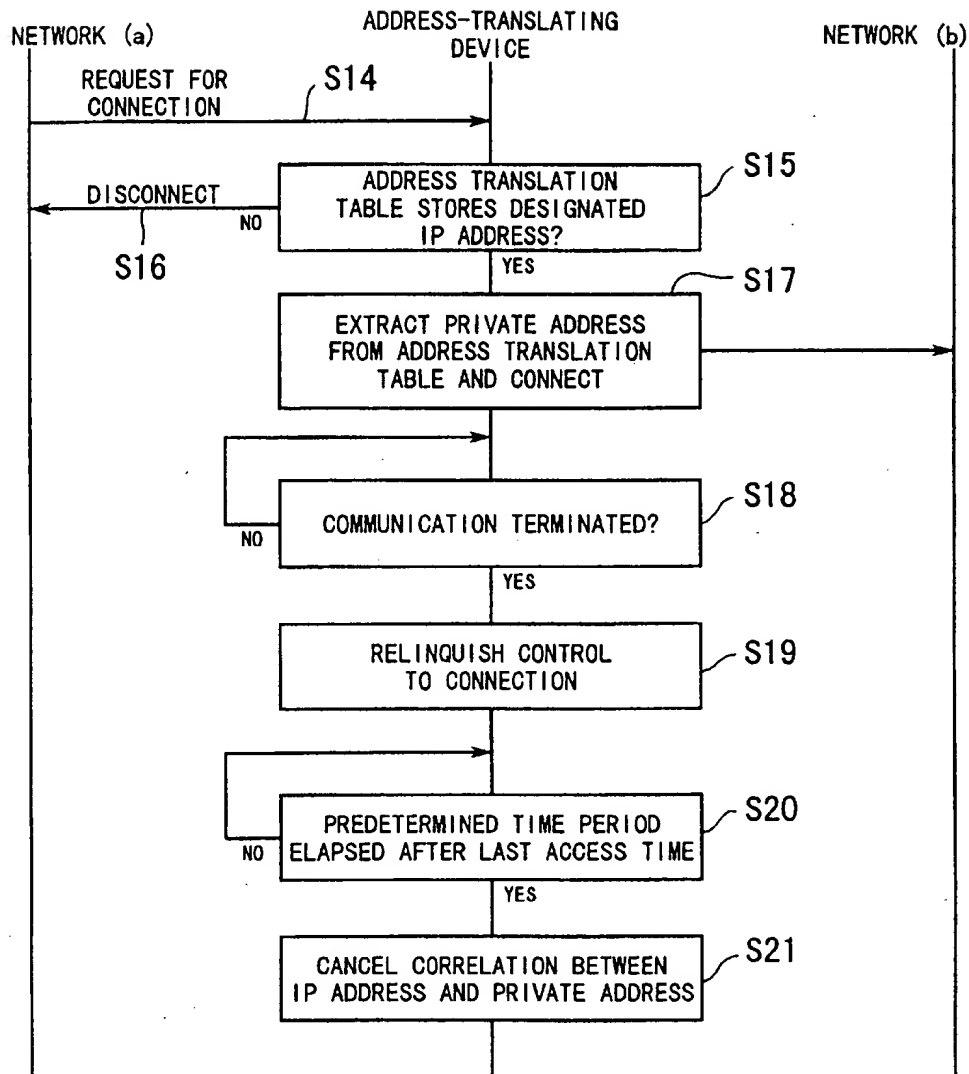 NETWORK (a)
ADDRESS-TRANSLATING
DEVICE
NETWORK (b)
REQUEST FOR
CONNECTION
S14
ADDRESS TRANSLATION
TABLE STORES DESIGNATED
IP ADDRESS?
S15
DISCONNECT
NO
S16
YES
S17
EXTRACT PRIVATE ADDRESS
FROM ADDRESS TRANSLATION
TABLE AND CONNECT
COMMUNICATION TERMINATED?
S18
NO
YES
RELINQUISH CONTROL
TO CONNECTION
S19
PREDETERMINED TIME PERIOD
ELAPSED AFTER LAST ACCESS TIME
S20
NO
YES
CANCEL CORRELATION BETWEEN
IP ADDRESS AND PRIVATE ADDRESS
S21